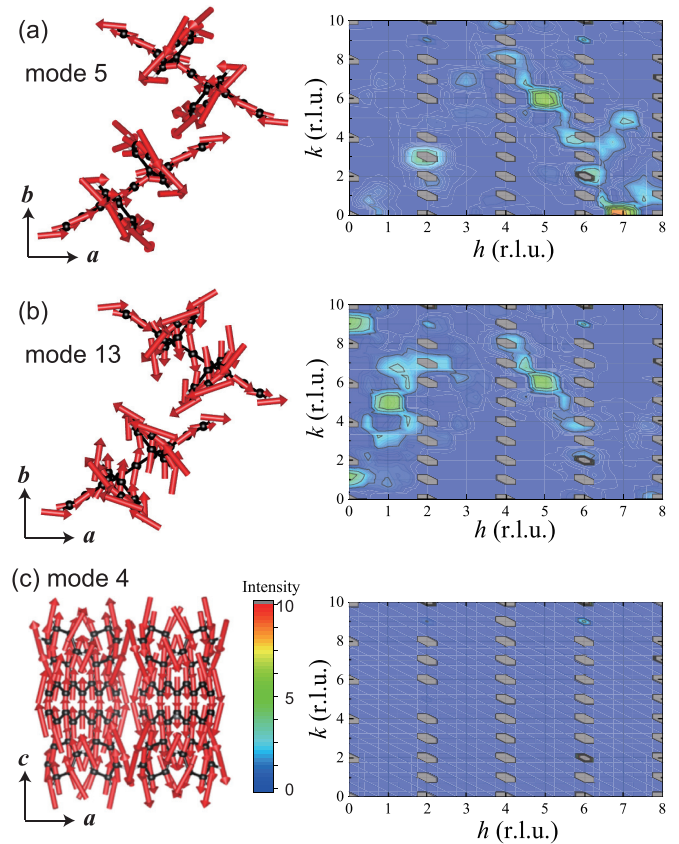 (a)
mode 5
b
a
10
8
6
4
2
0
k (r.l.u.)
0 1 2 3 4 5 6 7 8
h (r.l.u.)
(b)
mode 13
b
a
10
8
6
4
2
0
k (r.l.u.)
0 1 2 3 4 5 6 7 8
h (r.l.u.)
(c) mode 4
c
a
Intensity
10
5
0
10
8
6
4
2
0
k (r.l.u.)
0 1 2 3 4 5 6 7 8
h (r.l.u.)